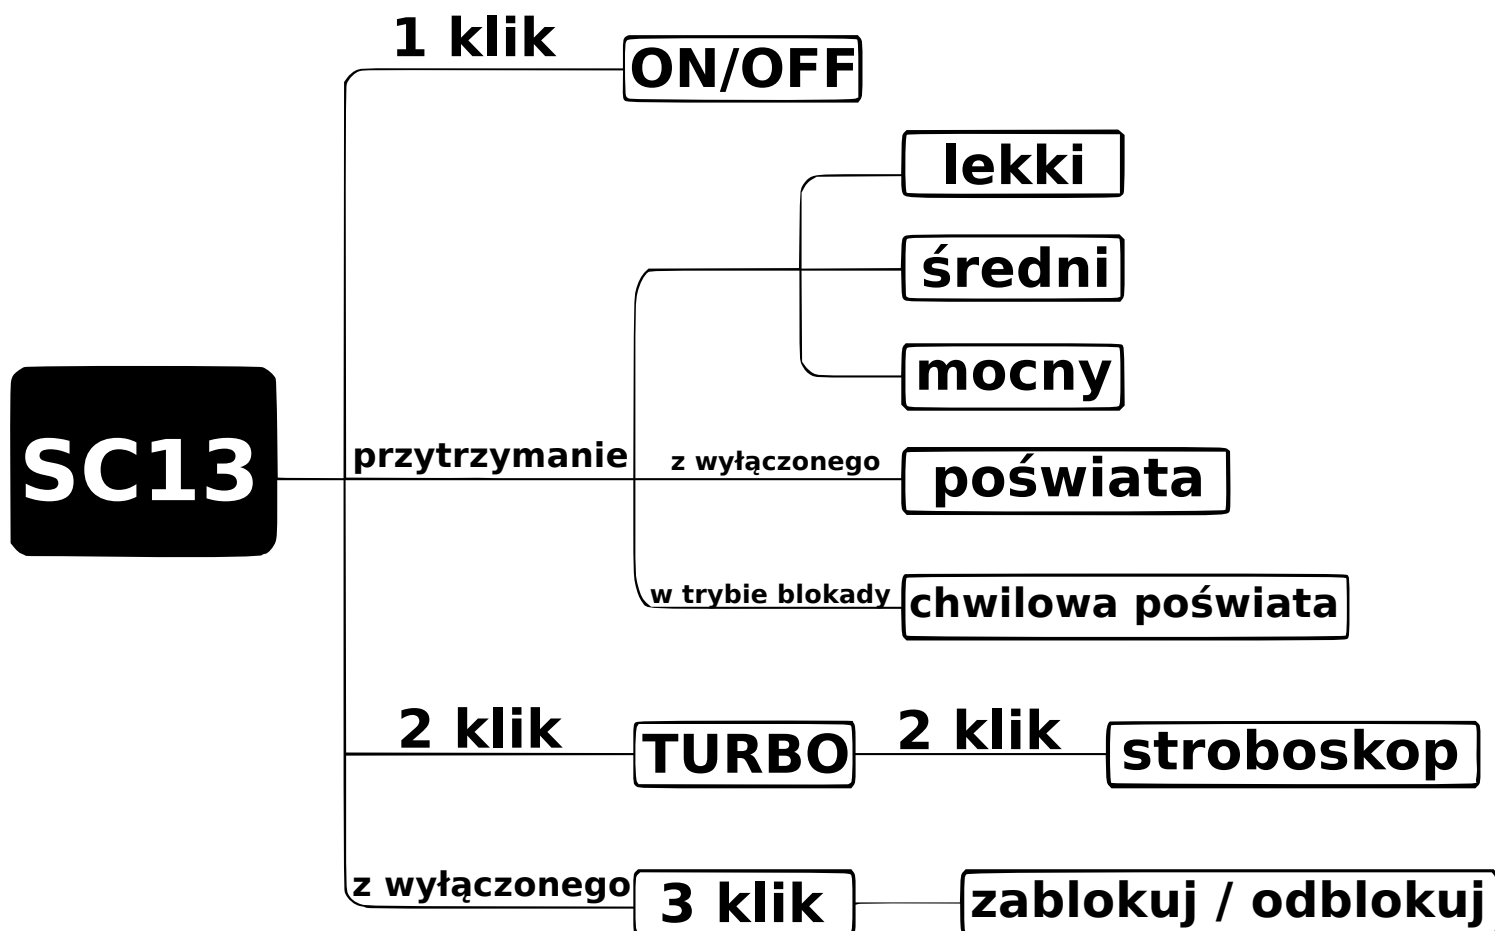 1 klik
ON/OFF
lekki
średni
mocny
SC13
przytrzymanie
z wyłączonego
poświata
w trybie blokady
chwilowa poświata
2 klik
TURBO
2 klik
stroboskop
z wyłączonego
3 klik
zablokuj / odblokuj